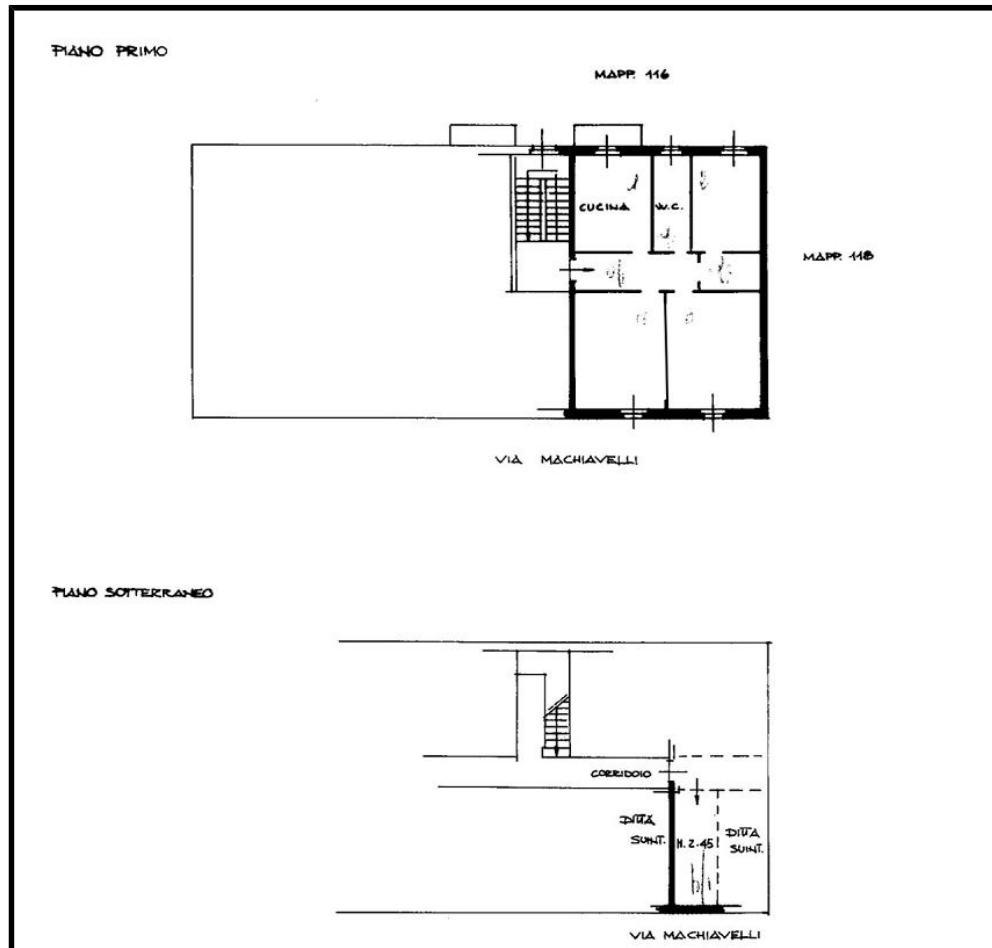 PIANO PRIMO
MAPP. 116
CUCINA
W.C.
MAPP. 118
VIA MACHIAVELLI
PIANO SOTTERRANEO
CORRIDOIO
DITTA
SUINT.
H. 2.45
DITTA
SUINT.
VIA MACHIAVELLI